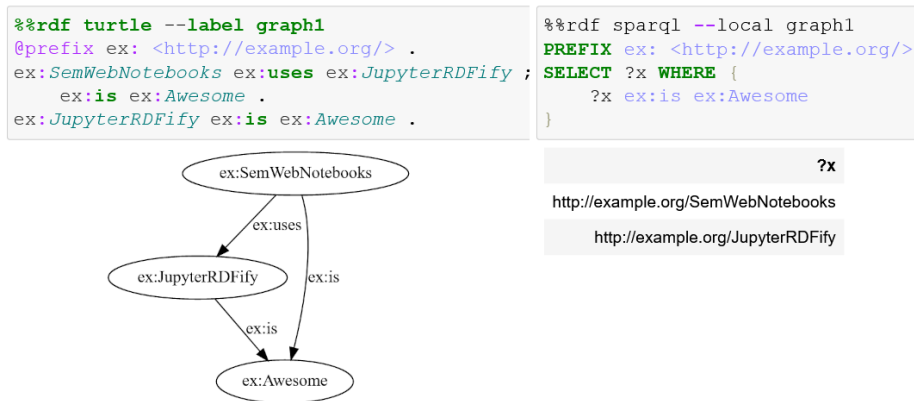 %%rdf turtle --label graph1
@prefix ex: <http://example.org/> .
ex:SemWebNotebooks ex:uses ex:JupyterRDFify ;
    ex:is ex:Awesome .
ex:JupyterRDFify ex:is ex:Awesome .
ex:SemWebNotebooks
ex:uses
ex:JupyterRDFify
ex:is
ex:is
ex:Awesome
%%rdf sparql --local graph1
PREFIX ex: <http://example.org/>
SELECT ?x WHERE {
    ?x ex:is ex:Awesome
}
?x
http://example.org/SemWebNotebooks
http://example.org/JupyterRDFify